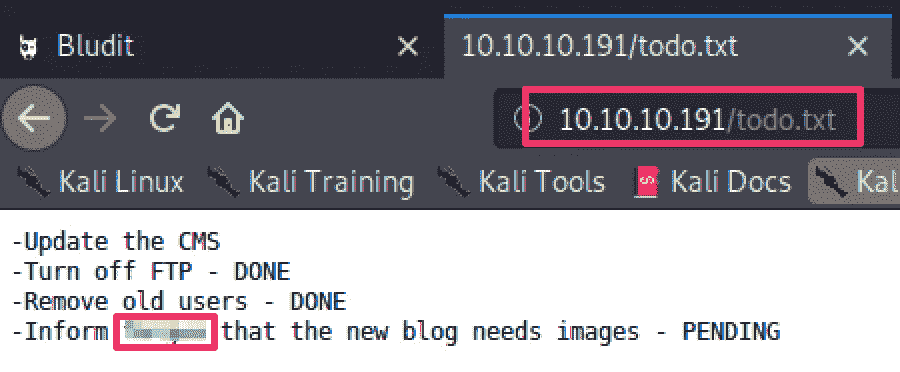 Bludit
10.10.10.191/todo.txt
10.10.10.191/todo.txt
Kali Linux Kali Training Kali Tools Kali Docs Kal
-Update the CMS
-Turn off FTP - DONE
-Remove old users - DONE
-Inform that the new blog needs images - PENDING